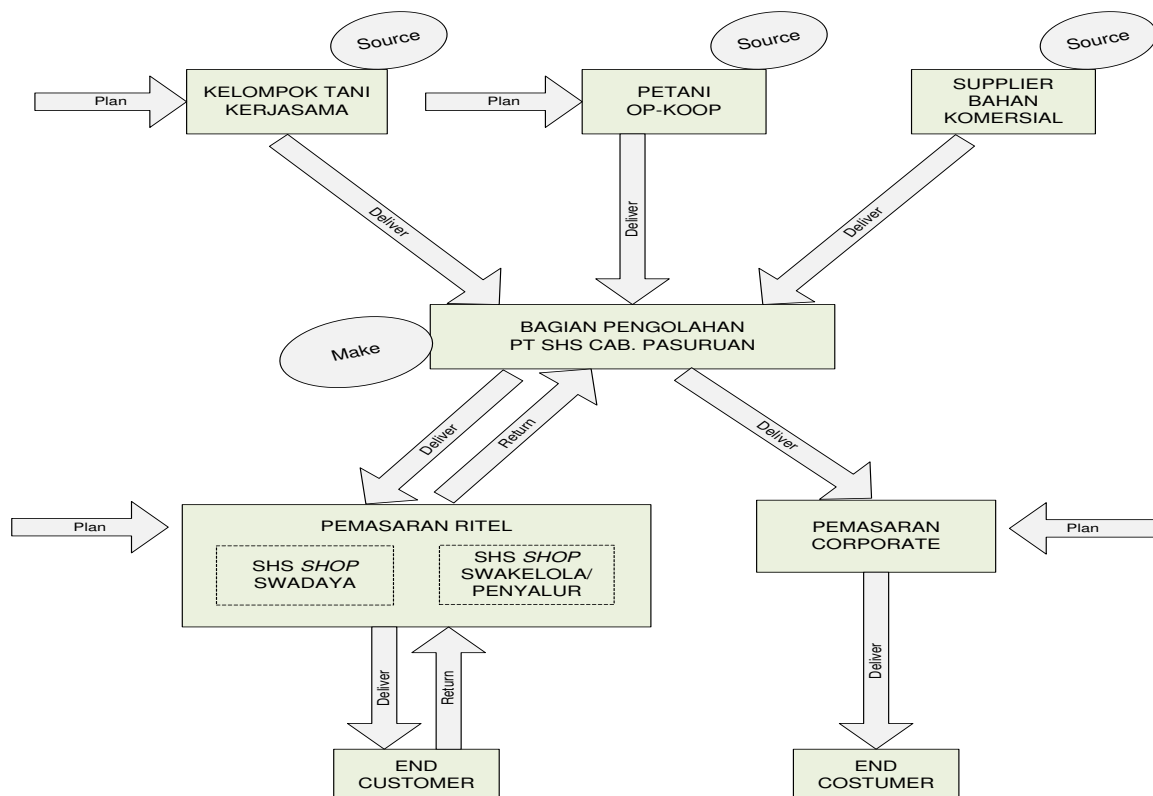 Source
Source
Source
Plan
KELOMPOK TANI
KERJASAMA
Plan
PETANI
OP-KOOP
SUPPLIER
BAHAN
KOMERSIAL
Deliver
Deliver
Deliver
Make
BAGIAN PENGOLAHAN
PT SHS CAB. PASURUAN
Deliver
Return
Deliver
Plan
PEMASARAN RITEL
SHS SHOP
SWADAYA
SHS SHOP
SWAKELOLA/
PENYALUR
PEMASARAN
CORPORATE
Plan
Deliver
Return
Deliver
END
CUSTOMER
END
COSTUMER